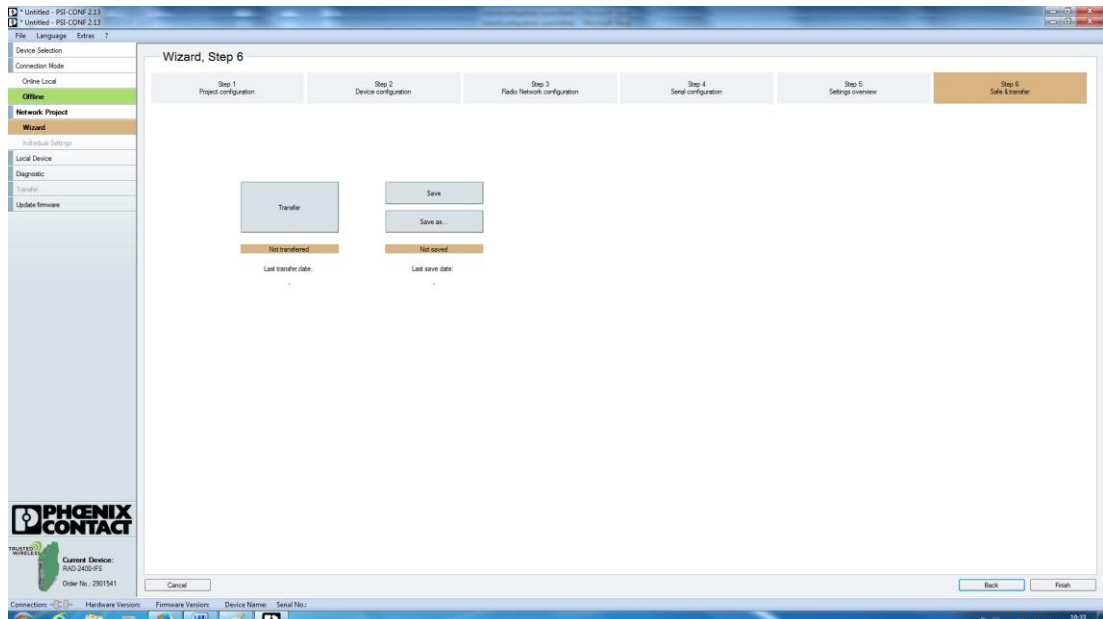 * Untitled - PSI-CONF 2.13
* Untitled - PSI-CONF 2.13
File Language Extras ?
Device Selection
Connection Mode
Online Local
Offline
Network Project
Wizard
Individual Settings
Local Device
Diagnostic
Transfer
Update firmware
Wizard, Step 6
Step 1
Project configuration
Step 2
Device configuration
Step 3
Radio Network configuration
Step 4
Serial configuration
Step 5
Settings overview
Step 6
Safe & transfer
Transfer
Save
Save as...
Not transferred
Not saved
Last transfer date:
Last save date:
-
-
PHŒNIX
CONTACT
TRUSTED
WIRELESS
Current Device:
RAD-2400-IFS
Order No.: 2901541
Cancel
Back
Finish
Connection: Hardware Version: Firmware Version: Device Name: Serial No.:
10:33